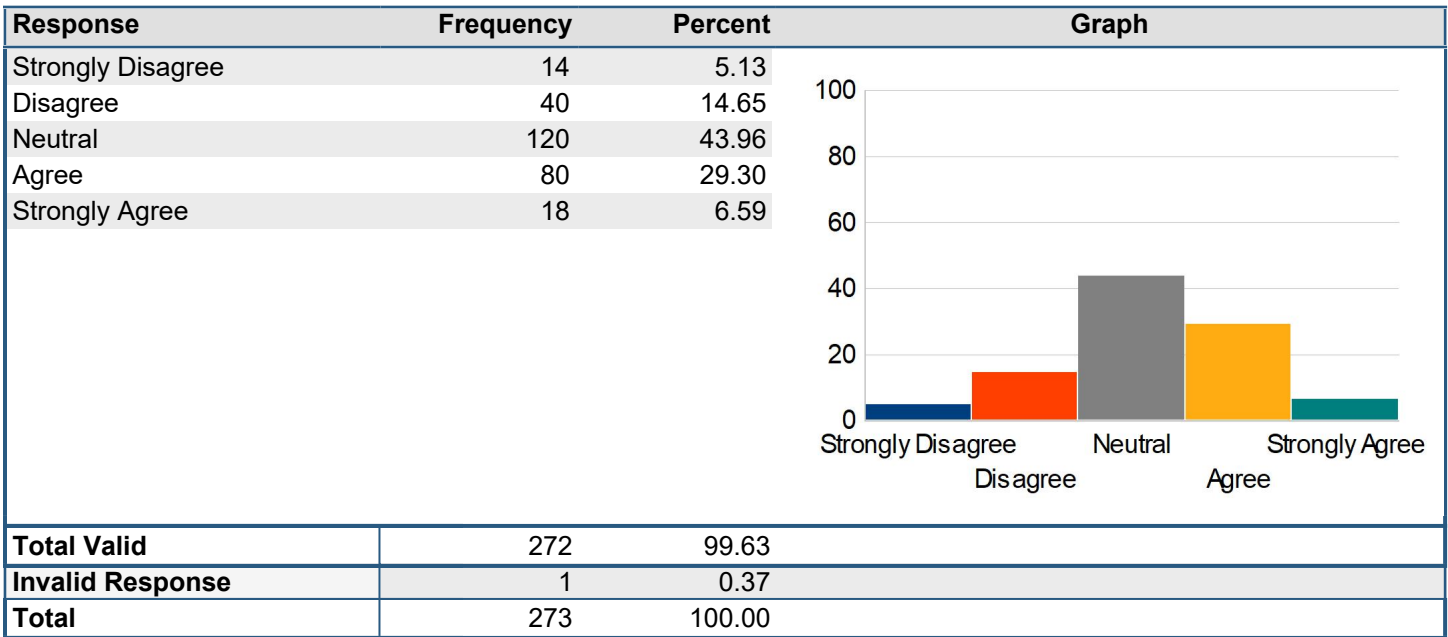 Response Frequency Percent Graph
Strongly Disagree 14 5.13
Disagree 40 14.65
Neutral 120 43.96
Agree 80 29.30
Strongly Agree 18 6.59
100
80
60
40
20
0
Strongly Disagree Neutral Strongly Agree
Disagree Agree
Total Valid 272 99.63
Invalid Response 1 0.37
Total 273 100.00